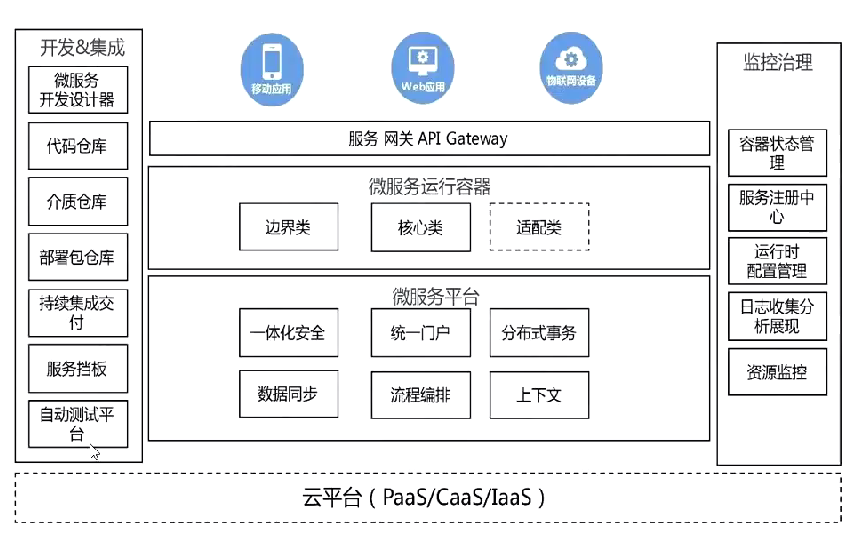 开发&集成
微服务
开发设计器
代码仓库
介质仓库
部署包仓库
持续集成交
付
服务挡板
自动测试平
台
移动应用
Web应用
物联网设备
服务 网关 API Gateway
微服务运行容器
边界类
核心类
适配类
微服务平台
一体化安全
统一门户
分布式事务
数据同步
流程编排
上下文
监控治理
容器状态管
理
服务注册中
心
运行时
配置管理
日志收集分
析展现
资源监控
云平台（PaaS/CaaS/IaaS）